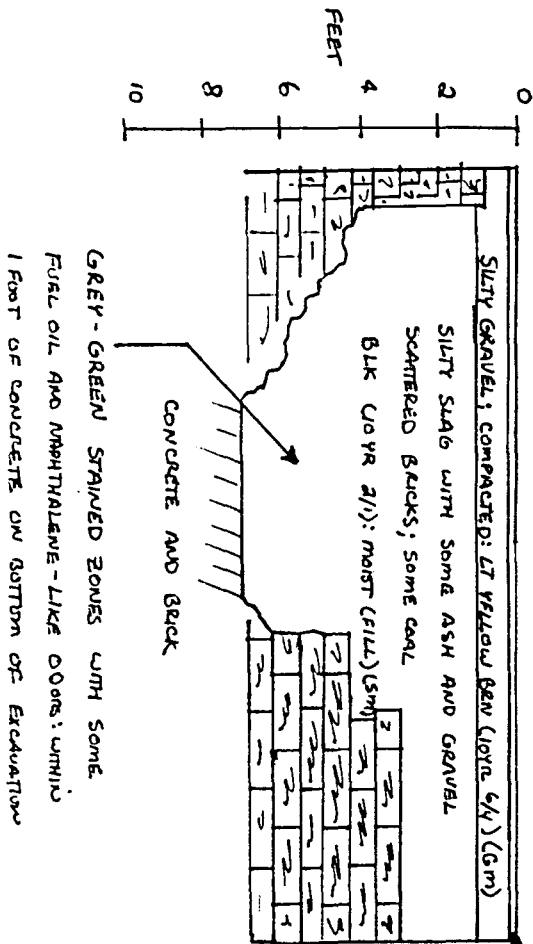 FEET
0
2
4
6
8
10
SILTY GRAVEL; COMPACTED: LT YELLOW BRN (10YR 6/4) (GM)
SILTY SLAG WITH SOME ASH AND GRAVEL
SCATTERED BRICKS; SOME COAL
BLK (10YR 2/1): MOIST (FILL) (SM)
CONCRETE AND BRICK
GREY-GREEN STAINED ZONES WITH SOME
FUEL OIL AND NAPHTHALENE-LIKE ODORS: WITHIN
1 FOOT OF CONCRETE ON BOTTOM OF EXCAVATION